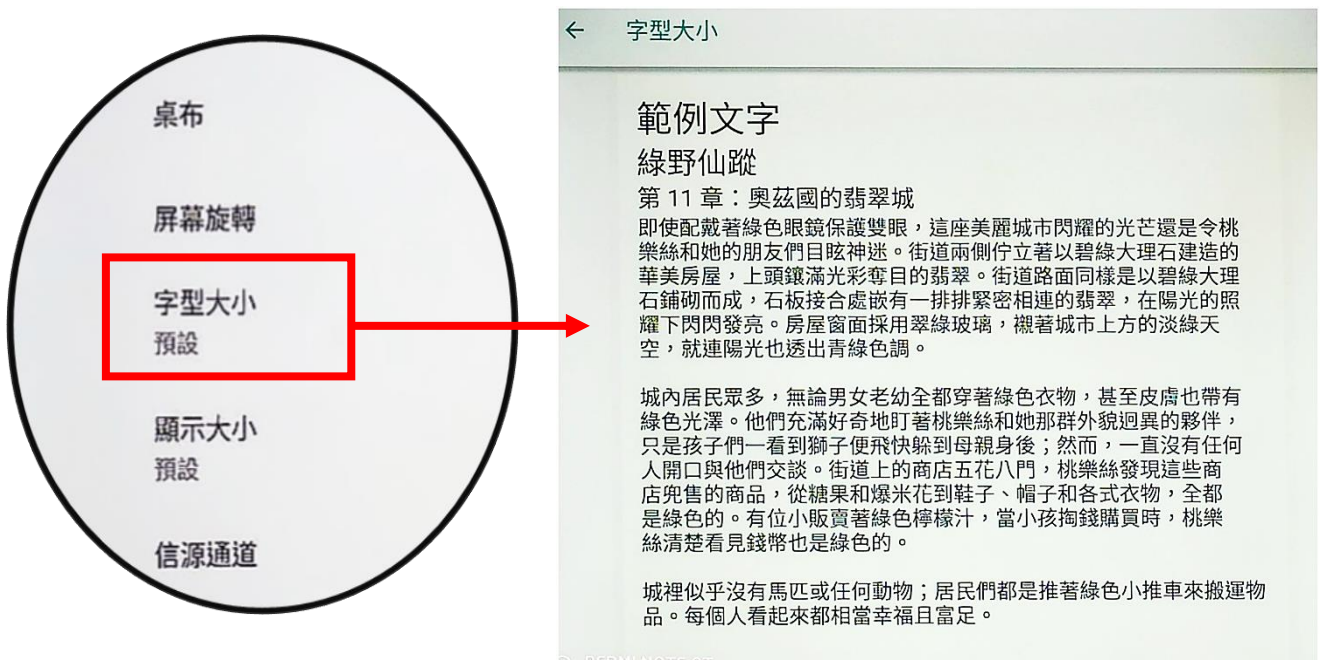 桌布
屏幕旋轉
字型大小
預設
顯示大小
預設
信源通道
← 字型大小
範例文字
綠野仙蹤
第 11 章：奧茲國的翡翠城
即使配戴著綠色眼鏡保護雙眼，這座美麗城市閃耀的光芒還是令桃
樂絲和她的朋友們目眩神迷。街道兩側佇立著以碧綠大理石建造的
華美房屋，上頭鑲滿光彩奪目的翡翠。街道路面同樣是以碧綠大理
石鋪砌而成，石板接合處嵌有一排排緊密相連的翡翠，在陽光的照
耀下閃閃發亮。房屋窗面採用翠綠玻璃，襯著城市上方的淡綠天
空，就連陽光也透出青綠色調。
城內居民眾多，無論男女老幼全都穿著綠色衣物，甚至皮膚也帶有
綠色光澤。他們充滿好奇地盯著桃樂絲和她那群外貌迥異的夥伴，
只是孩子們一看到獅子便飛快躲到母親身後；然而，一直沒有任何
人開口與他們交談。街道上的商店五花八門，桃樂絲發現這些商
店兜售的商品，從糖果和爆米花到鞋子、帽子和各式衣物，全都
是綠色的。有位小販賣著綠色檸檬汁，當小孩掏錢購買時，桃樂
絲清楚看見錢幣也是綠色的。
城裡似乎沒有馬匹或任何動物；居民們都是推著綠色小推車來搬運物
品。每個人看起來都相當幸福且富足。